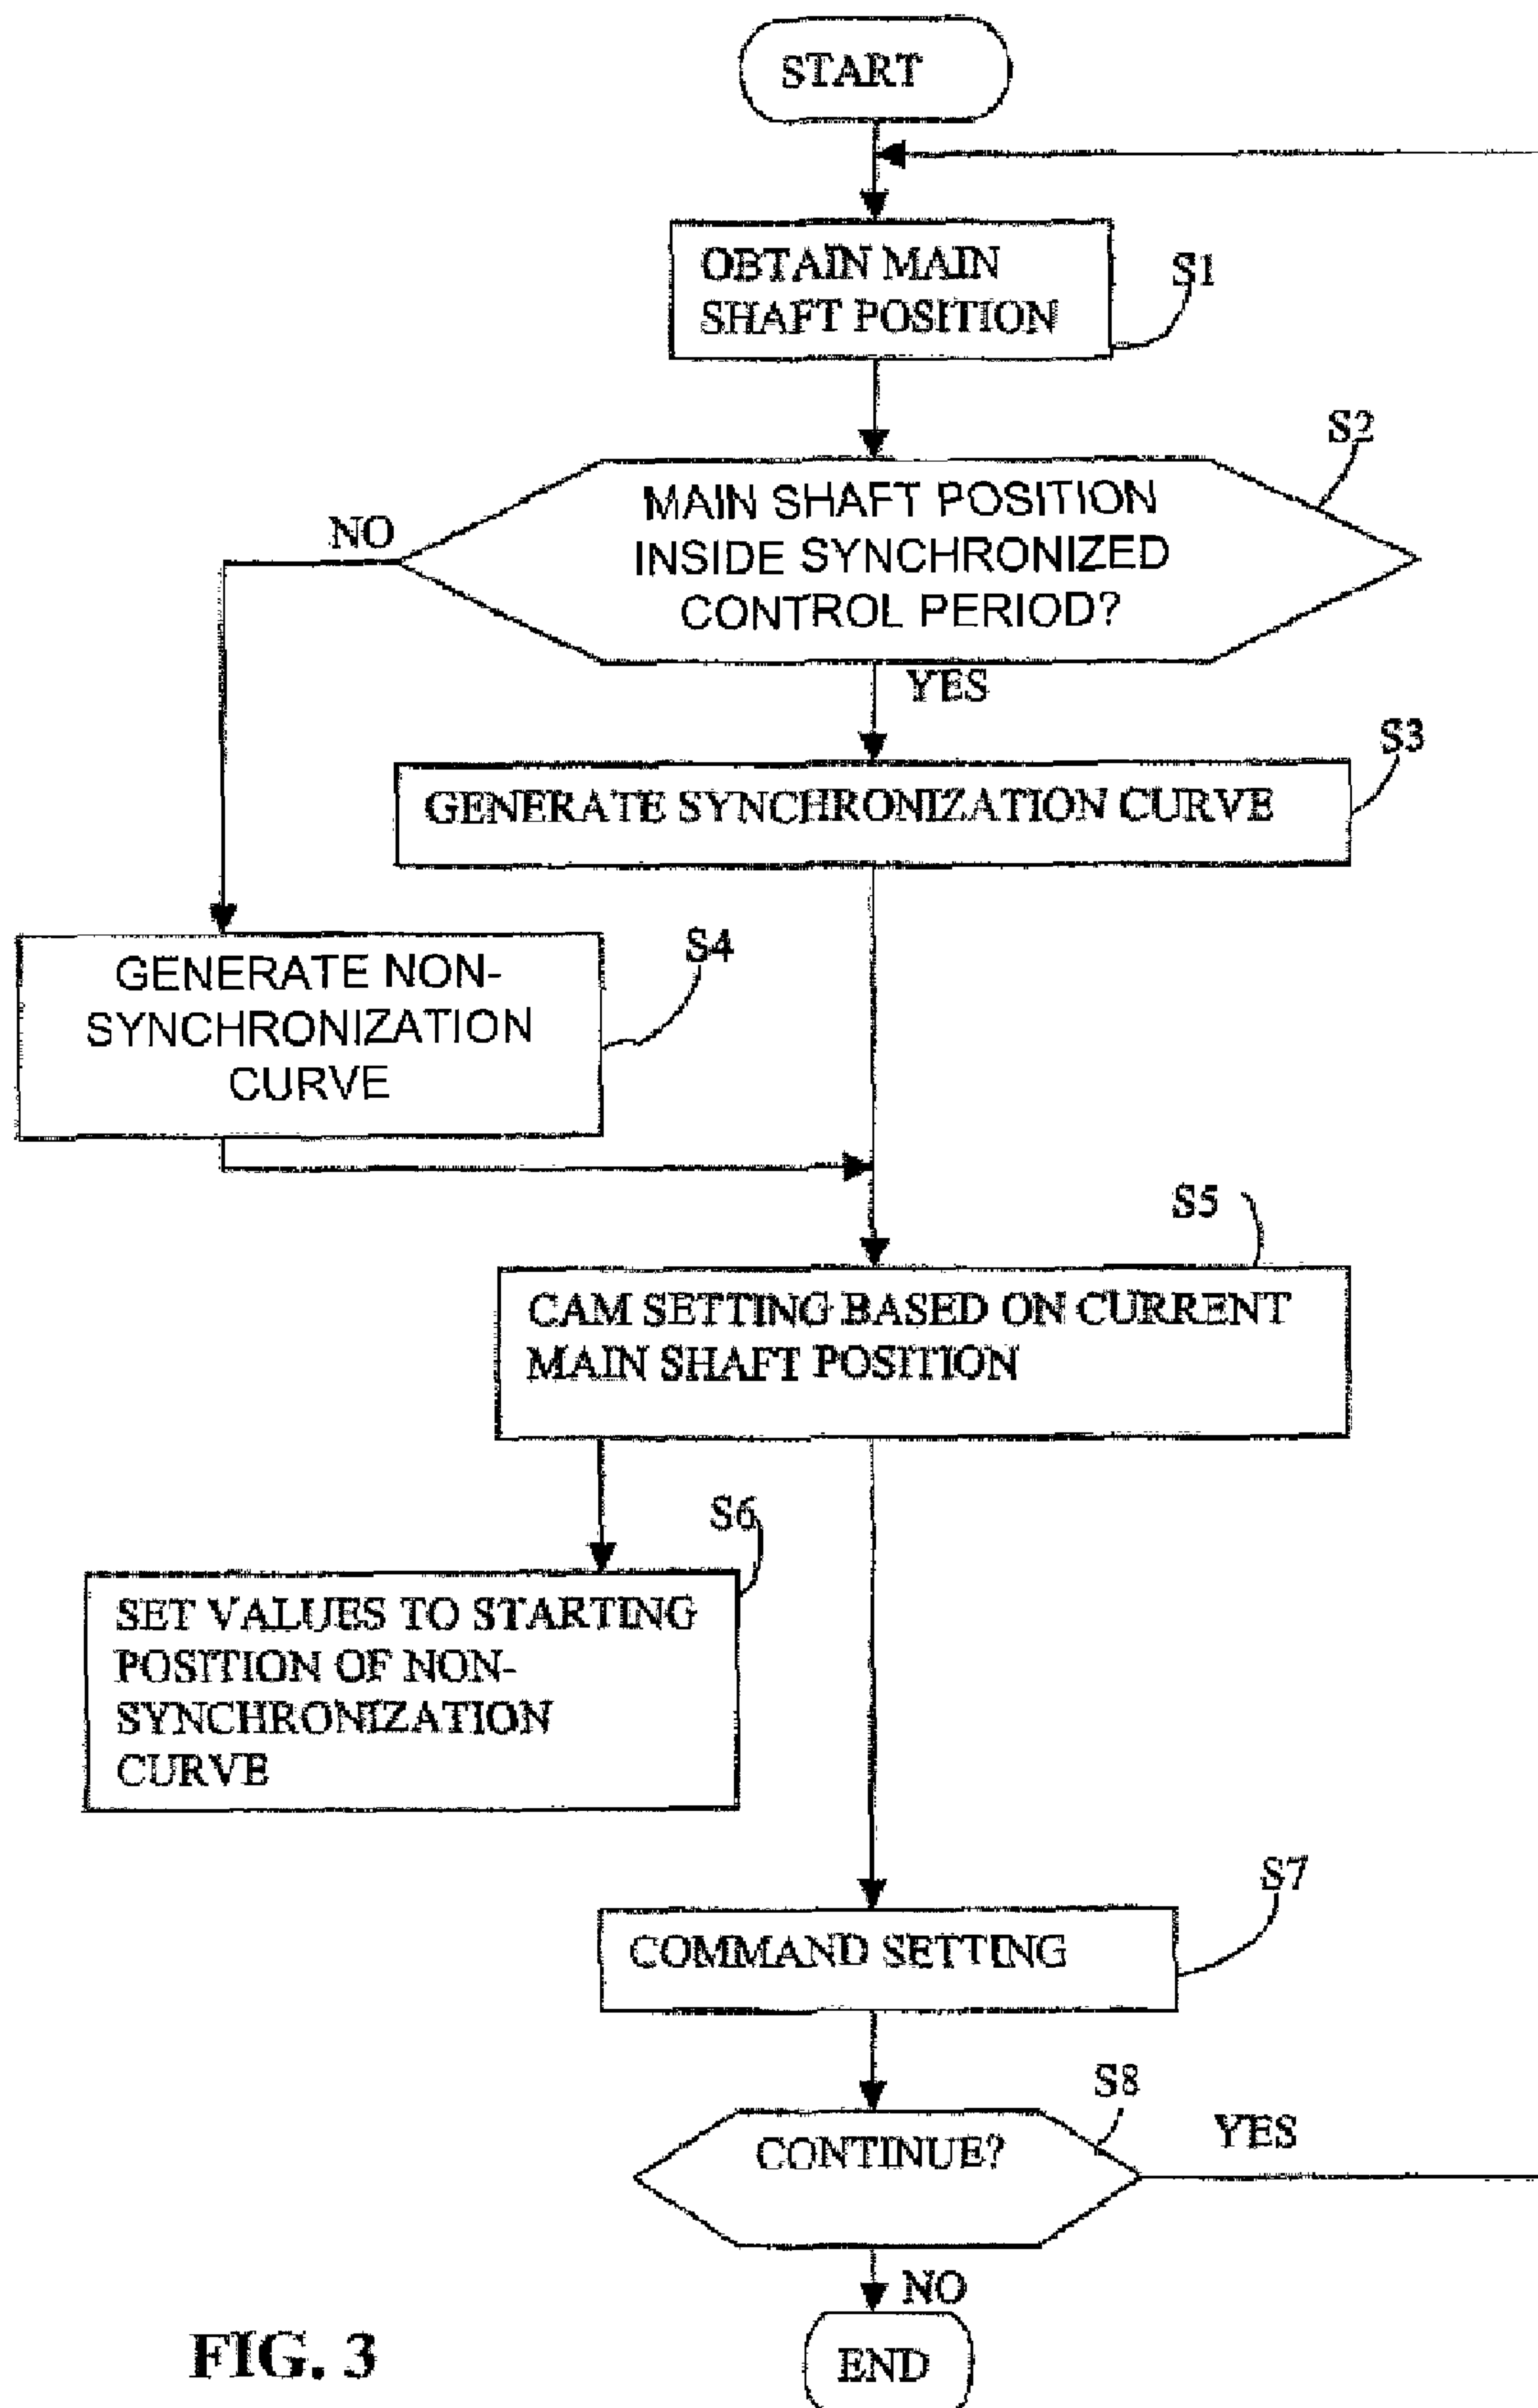 START
OBTAIN MAIN
SHAFT POSITION
S1
S2
MAIN SHAFT POSITION
INSIDE SYNCHRONIZED
CONTROL PERIOD?
NO
YES
S3
GENERATE SYNCHRONIZATION CURVE
S4
GENERATE NON-
SYNCHRONIZATION
CURVE
S5
CAM SETTING BASED ON CURRENT
MAIN SHAFT POSITION
S6
SET VALUES TO STARTING
POSITION OF NON-
SYNCHRONIZATION
CURVE
S7
COMMAND SETTING
S8
CONTINUE?
YES
NO
END
FIG. 3